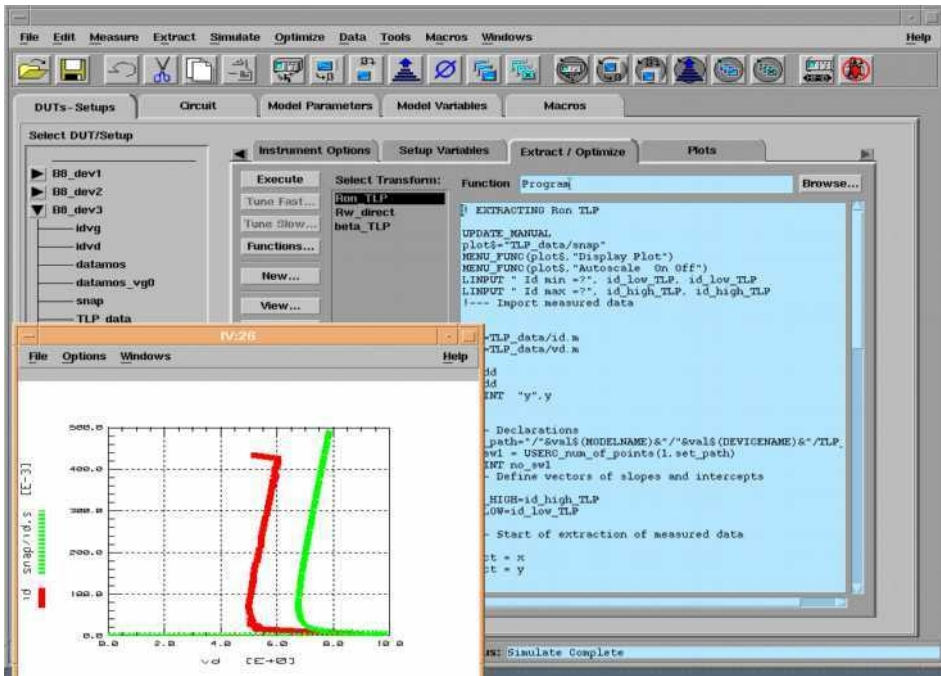 File Edit Measure Extract Simulate Optimize Data Tools Macros Windows Help
DUTs-Setups Circuit Model Parameters Model Variables Macros
Select DUT/Setup
B8_dev1
B8_dev2
B8_dev3
idvg
idvd
datamos
datamos_vg0
snap
TLP_data
Instrument Options Setup Variables Extract / Optimize Plots
Execute
Tune Fast...
Tune Slow...
Functions...
New...
View...
Select Transform:
Ron_TLP
Rw_direct
beta_TLP
Function Program Browse...
! EXTRACTING Ron TLP
UPDATE_MANUAL
plot$="TLP_data/snap"
MENU_FUNC(plot$,"Display Plot")
MENU_FUNC(plot$,"Autoscale On Off")
LINPUT " Id min =?", id_low_TLP, id_low_TLP
LINPUT " Id max =?", id_high_TLP, id_high_TLP
!--- Import measured data
=TLP_data/id.m
=TLP_data/vd.m
dd
dd
INT "y",y
- Declarations
path="/"&val$(MODELNAME)&"/"&val$(DEVICENAME)&"/TLP_
sw1 = USERC_num_of_points(1,set_path)
INT no_sw1
- Define vectors of slopes and intercepts
_HIGH=id_high_TLP
LOW=id_low_TLP
- Start of extraction of measured data
ct = x
ct = y
IV:26
File Options Windows Help
500.0
400.0
300.0
200.0
100.0
0.0
0.0 2.0 4.0 6.0 8.0 10.0
vd [E+0]
id snap/id.s [E-3]
us: Simulate Complete